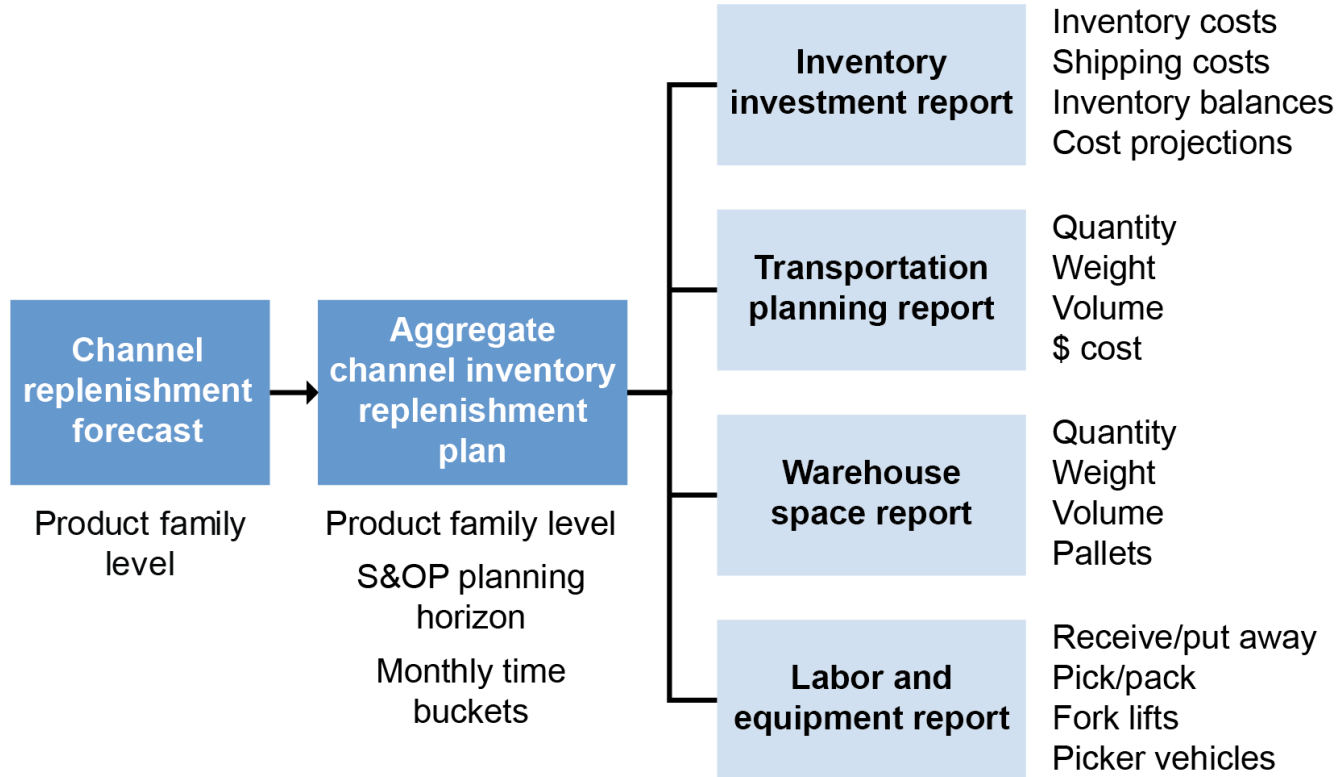 Channel
replenishment
forecast
Product family
level
Aggregate
channel inventory
replenishment
plan
Product family level
S&OP planning
horizon
Monthly time
buckets
Inventory
investment report
Inventory costs
Shipping costs
Inventory balances
Cost projections
Transportation
planning report
Quantity
Weight
Volume
$ cost
Warehouse
space report
Quantity
Weight
Volume
Pallets
Labor and
equipment report
Receive/put away
Pick/pack
Fork lifts
Picker vehicles